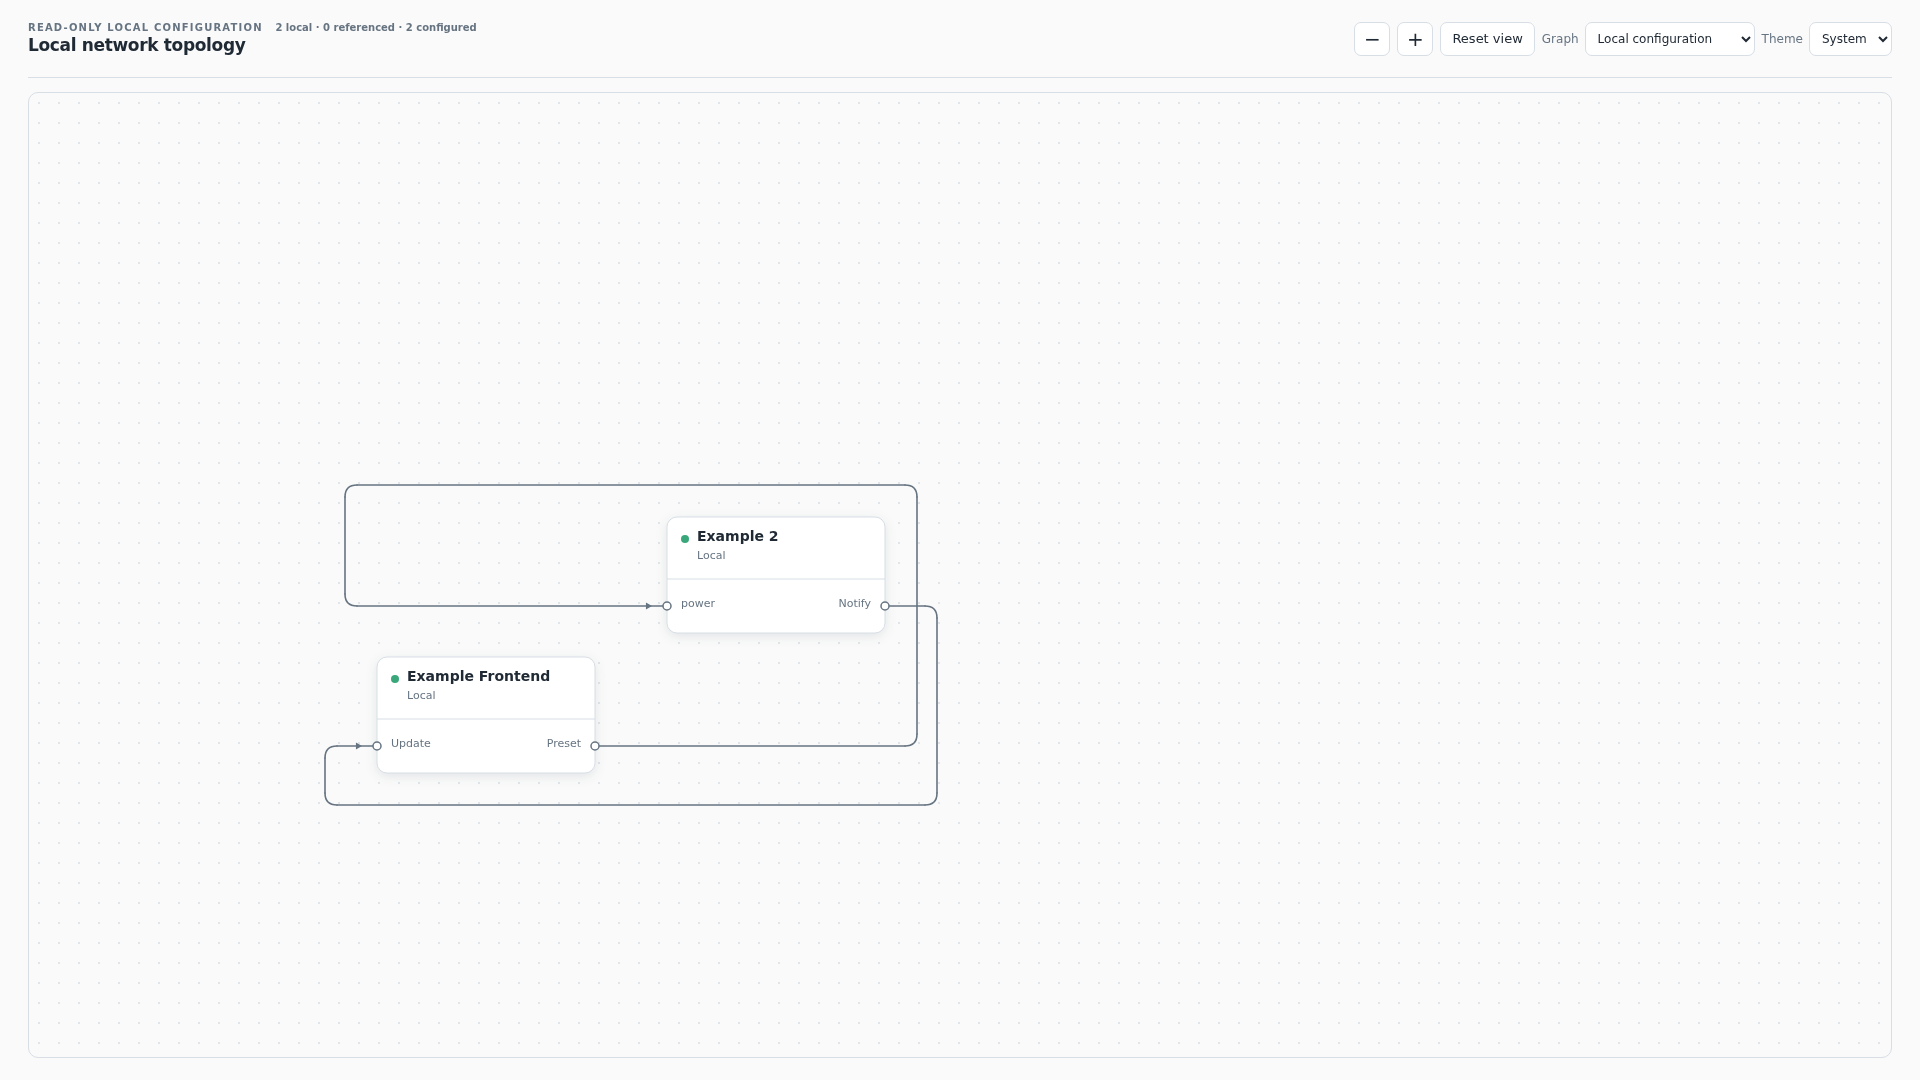 READ-ONLY LOCAL CONFIGURATION 2 local · 0 referenced · 2 configured
Local network topology
− + Reset view Graph Local configuration Theme System
Example 2
Local
power Notify
Example Frontend
Local
Update Preset